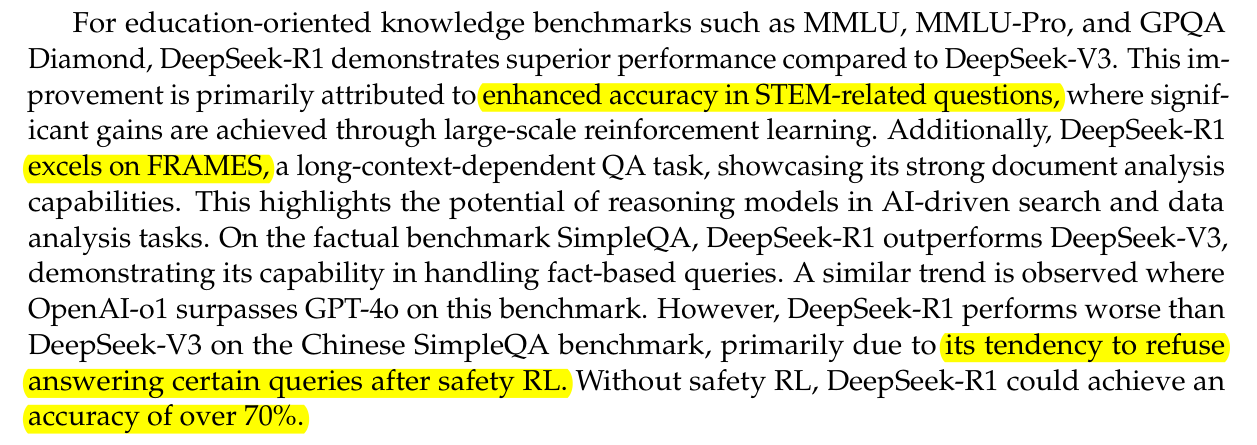 For education-oriented knowledge benchmarks such as MMLU, MMLU-Pro, and GPQA
Diamond, DeepSeek-R1 demonstrates superior performance compared to DeepSeek-V3. This im-
provement is primarily attributed to enhanced accuracy in STEM-related questions, where signif-
icant gains are achieved through large-scale reinforcement learning. Additionally, DeepSeek-R1
excels on FRAMES, a long-context-dependent QA task, showcasing its strong document analysis
capabilities. This highlights the potential of reasoning models in AI-driven search and data
analysis tasks. On the factual benchmark SimpleQA, DeepSeek-R1 outperforms DeepSeek-V3,
demonstrating its capability in handling fact-based queries. A similar trend is observed where
OpenAI-o1 surpasses GPT-4o on this benchmark. However, DeepSeek-R1 performs worse than
DeepSeek-V3 on the Chinese SimpleQA benchmark, primarily due to its tendency to refuse
answering certain queries after safety RL. Without safety RL, DeepSeek-R1 could achieve an
accuracy of over 70%.